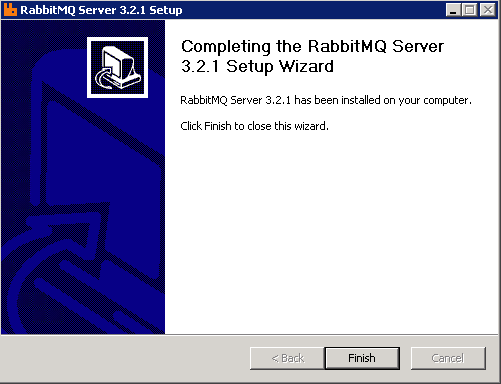 RabbitMQ Server 3.2.1 Setup
Completing the RabbitMQ Server
3.2.1 Setup Wizard
RabbitMQ Server 3.2.1 has been installed on your computer.
Click Finish to close this wizard.
< Back
Finish
Cancel